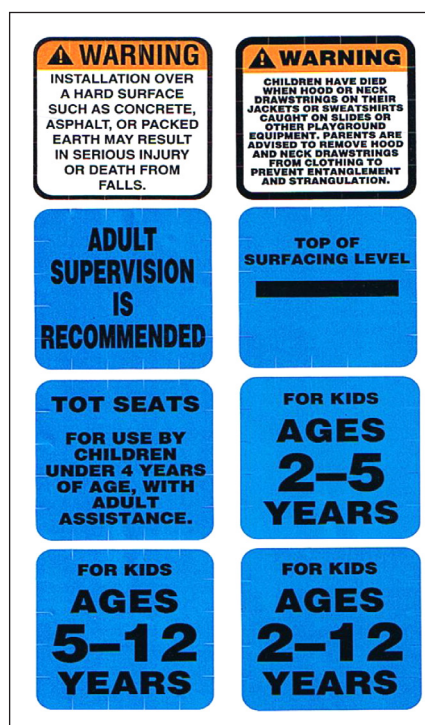 WARNING
INSTALLATION OVER
A HARD SURFACE
SUCH AS CONCRETE,
ASPHALT, OR PACKED
EARTH MAY RESULT
IN SERIOUS INJURY
OR DEATH FROM
FALLS.
WARNING
CHILDREN HAVE DIED
WHEN HOOD OR NECK
DRAWSTRINGS ON THEIR
JACKETS OR SWEATSHIRTS
CAUGHT ON SLIDES OR
OTHER PLAYGROUND
EQUIPMENT. PARENTS ARE
ADVISED TO REMOVE HOOD
AND NECK DRAWSTRINGS
FROM CLOTHING TO
PREVENT ENTANGLEMENT
AND STRANGULATION.
ADULT
SUPERVISION
IS
RECOMMENDED
TOP OF
SURFACING LEVEL
TOT SEATS
FOR USE BY
CHILDREN
UNDER 4 YEARS
OF AGE, WITH
ADULT
ASSISTANCE.
FOR KIDS
AGES
2–5
YEARS
FOR KIDS
AGES
5–12
YEARS
FOR KIDS
AGES
2–12
YEARS